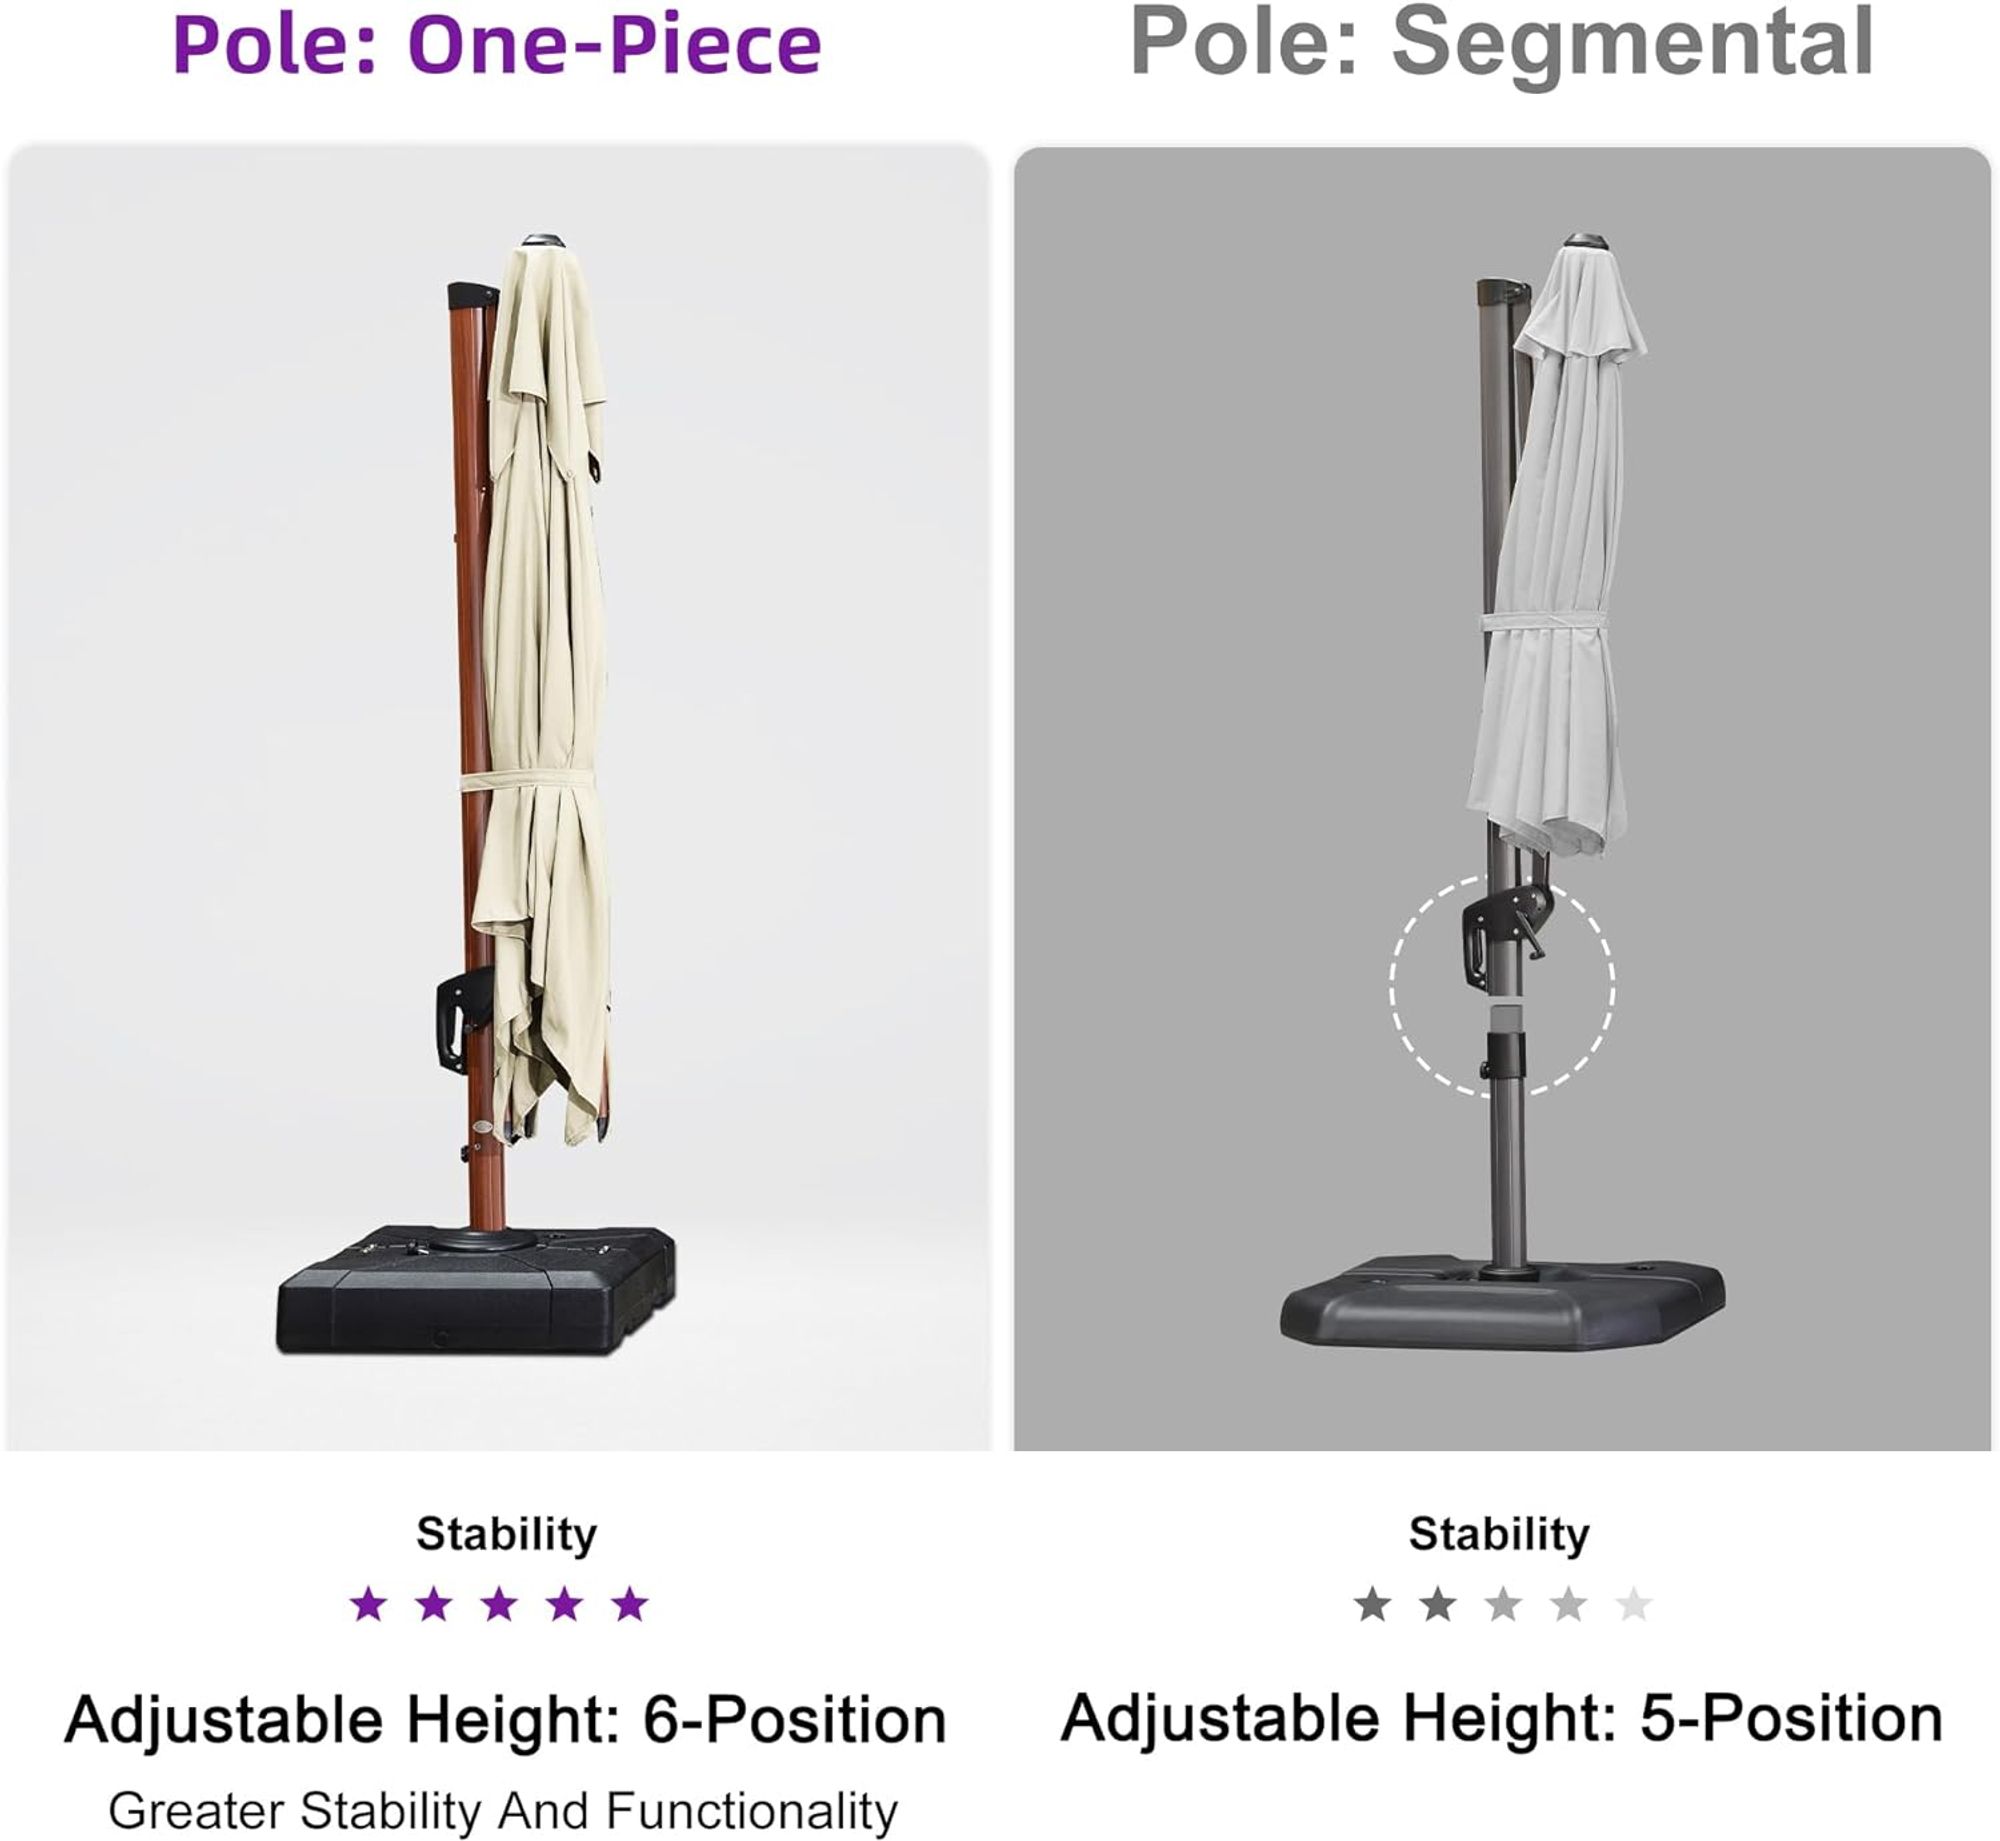 Pole: One-Piece
Pole: Segmental
Stability
Stability
Adjustable Height: 6-Position
Adjustable Height: 5-Position
Greater Stability And Functionality